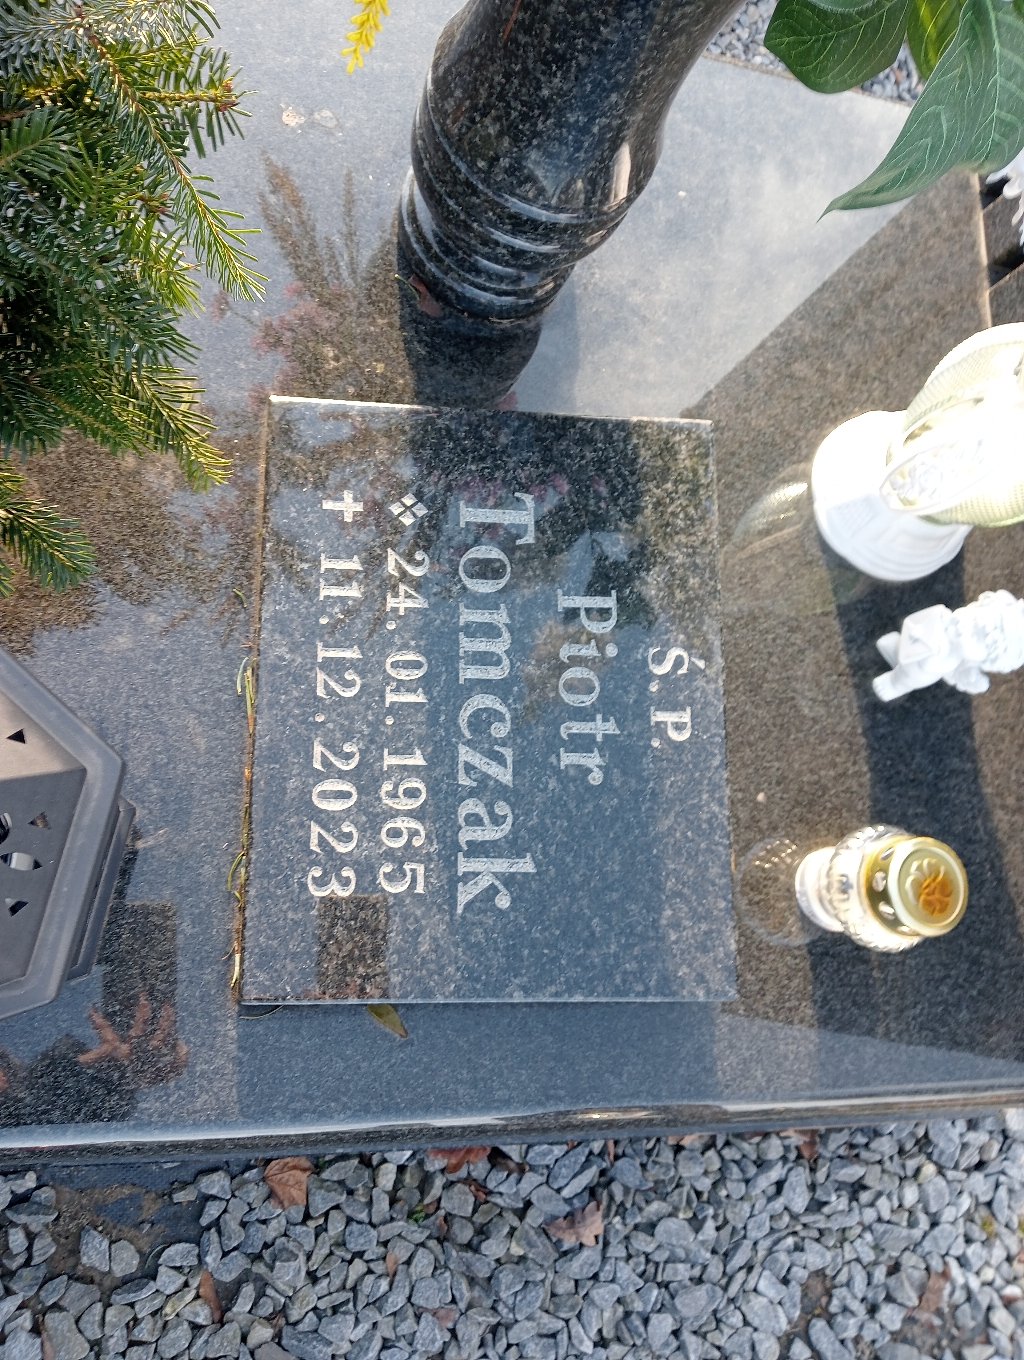 Ś.P.
Piotr
Tomczak
❖ 24.01.1965
✝ 11.12.2023